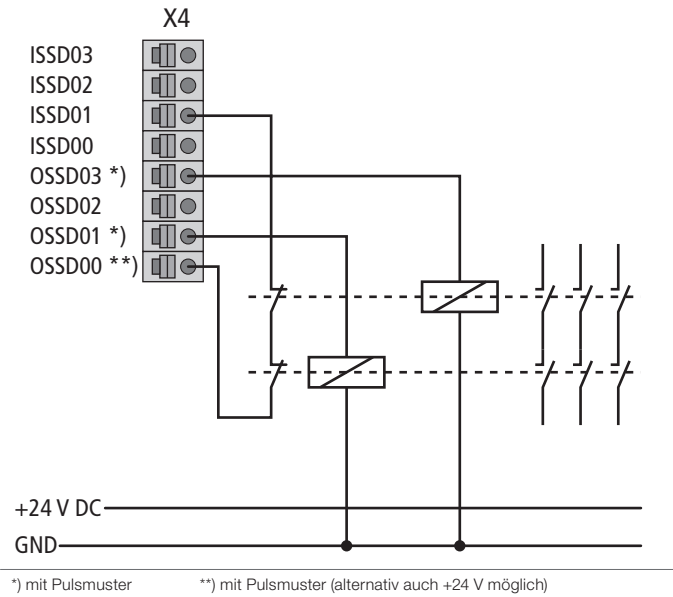 X4
ISSD03
ISSD02
ISSD01
ISSD00
OSSD03 *)
OSSD02
OSSD01 *)
OSSD00 **)
+24 V DC
GND
*) mit Pulsmuster **) mit Pulsmuster (alternativ auch +24 V möglich)